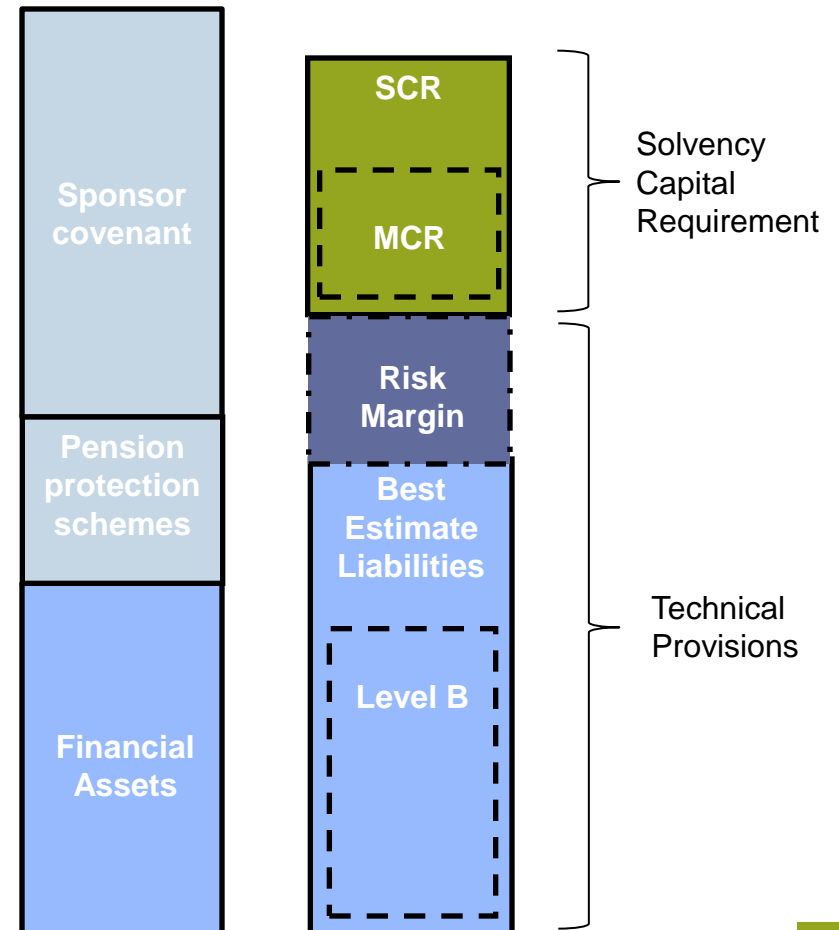 Sponsor
covenant
Pension
protection
schemes
Financial
Assets
SCR
MCR
Risk
Margin
Best
Estimate
Liabilities
Level B
Solvency
Capital
Requirement
Technical
Provisions